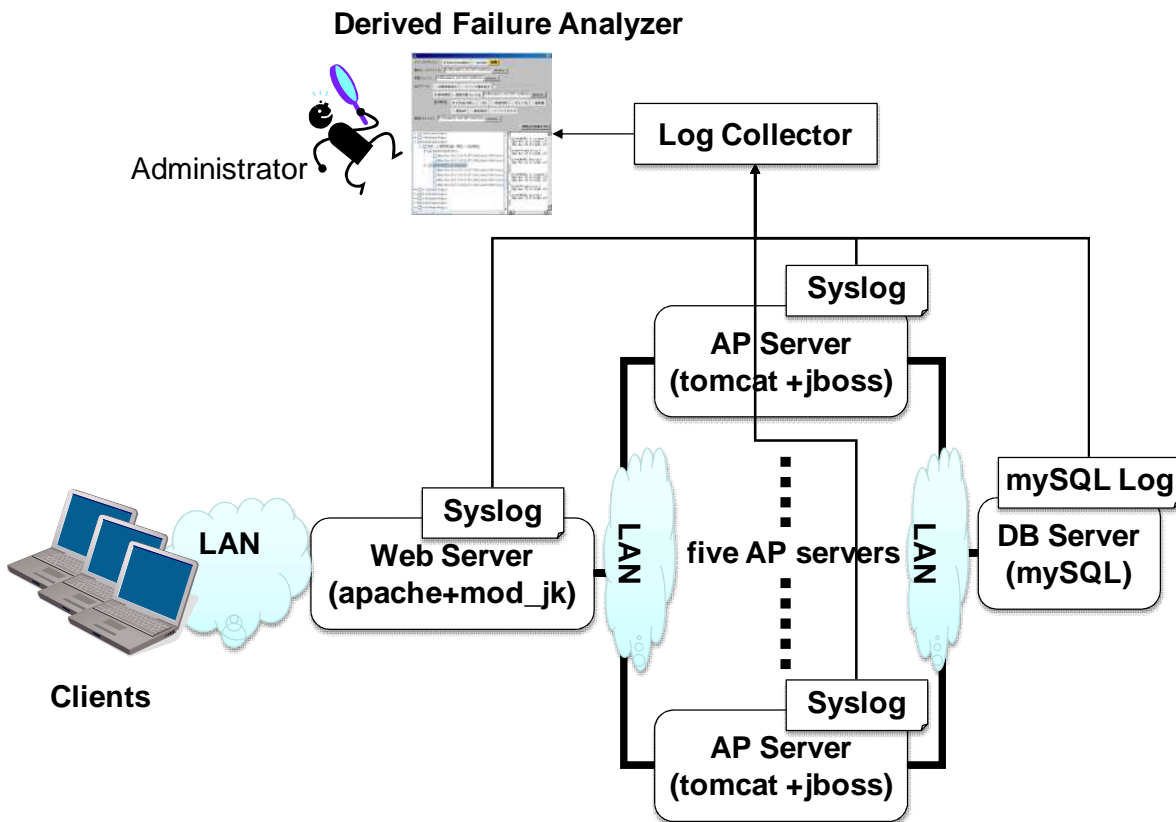 Derived Failure Analyzer
Administrator
Log Collector
Syslog
AP Server
(tomcat +jboss)
mySQL Log
DB Server
(mySQL)
Syslog
Web Server
(apache+mod_jk)
LAN
LAN
five AP servers
LAN
Clients
Syslog
AP Server
(tomcat +jboss)